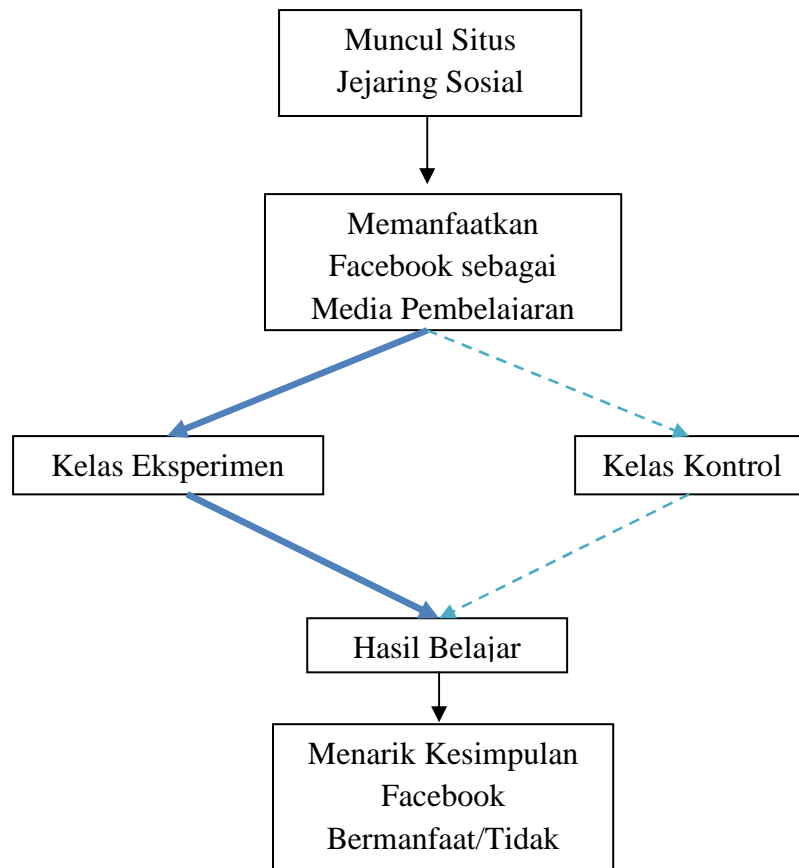 Muncul Situs
Jejaring Sosial
Memanfaatkan
Facebook sebagai
Media Pembelajaran
Kelas Eksperimen
Kelas Kontrol
Hasil Belajar
Menarik Kesimpulan
Facebook
Bermanfaat/Tidak